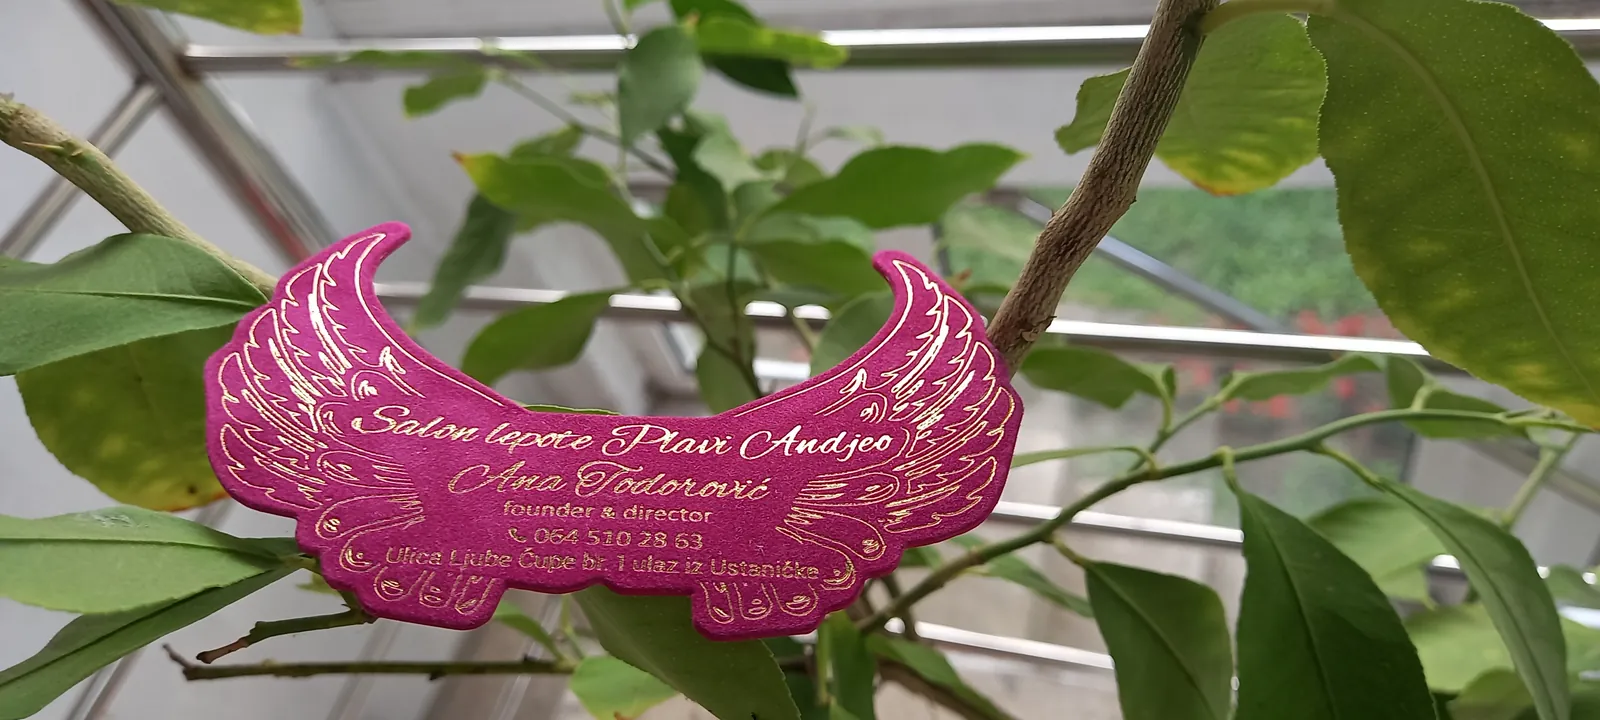 Salon lepote Plavi Andjeo
Ana Todorović
founder & director
064 510 28 63
Ulica Ljube Čupe br. 1 ulaz iz Ustaničke